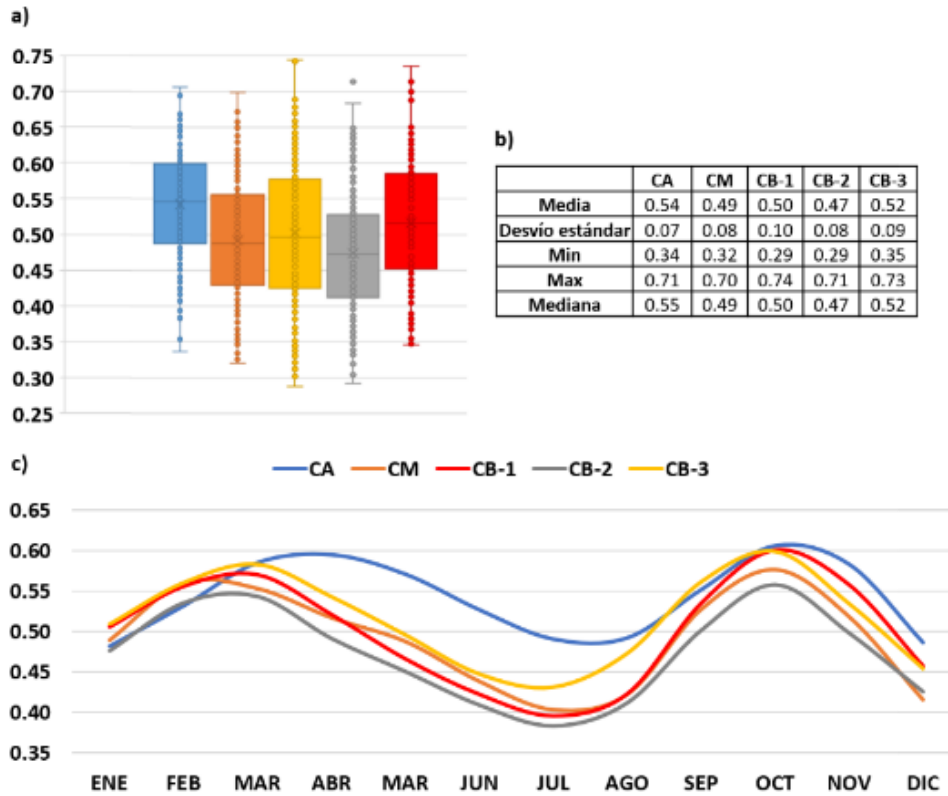 a)
0.75
0.70
0.65
0.60
0.55
0.50
0.45
0.40
0.35
0.30
0.25
b)
CA CM CB-1 CB-2 CB-3
Media 0.54 0.49 0.50 0.47 0.52
Desvío estándar 0.07 0.08 0.10 0.08 0.09
Min 0.34 0.32 0.29 0.29 0.35
Max 0.71 0.70 0.74 0.71 0.73
Mediana 0.55 0.49 0.50 0.47 0.52
c)
CA CM CB-1 CB-2 CB-3
0.65
0.60
0.55
0.50
0.45
0.40
0.35
ENE FEB MAR ABR MAR JUN JUL AGO SEP OCT NOV DIC